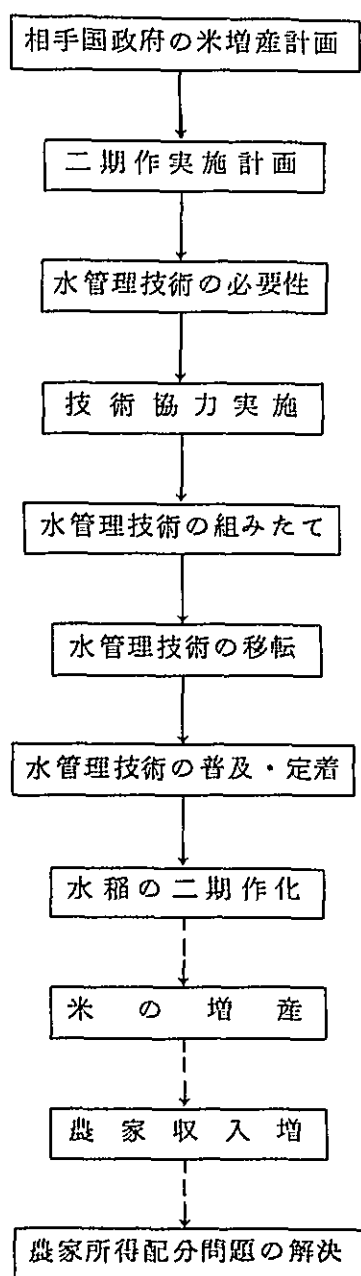 相手国政府の米増産計画
二期作実施計画
水管理技術の必要性
技術協力実施
水管理技術の組みたて
水管理技術の移転
水管理技術の普及・定着
水稲の二期作化
米の増産
農家収入増
農家所得配分問題の解決